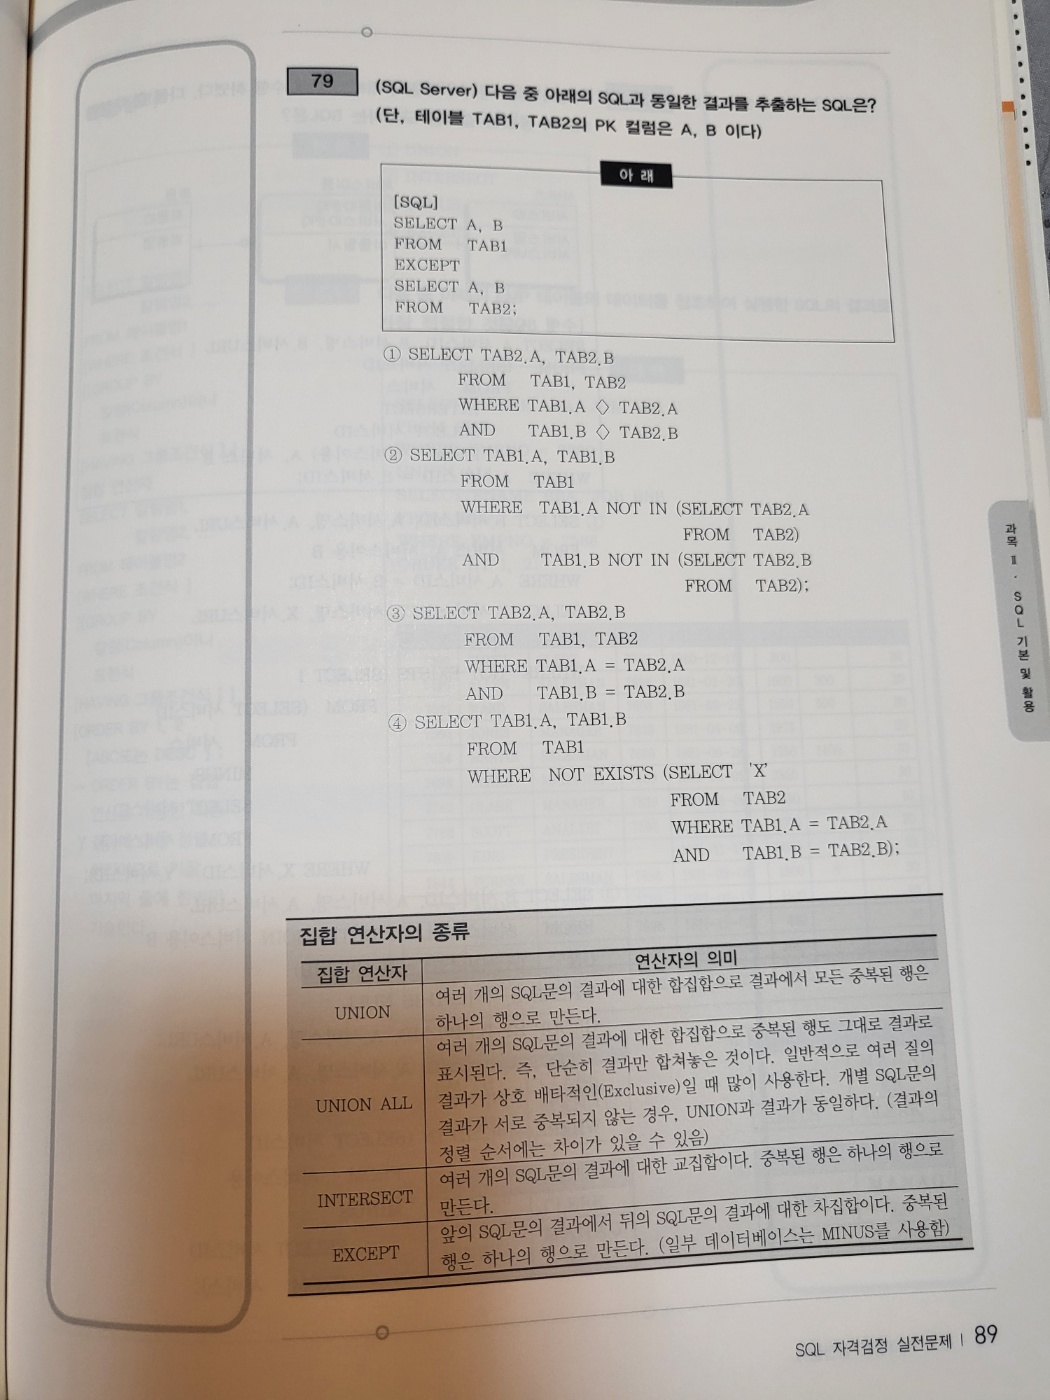 79
(SQL Server) 다음 중 아래의 SQL과 동일한 결과를 추출하는 SQL은?
(단, 테이블 TAB1, TAB2의 PK 컬럼은 A, B 이다)
아 래
[SQL]
SELECT A, B
FROM TAB1
EXCEPT
SELECT A, B
FROM TAB2;
① SELECT TAB2.A, TAB2.B
FROM TAB1, TAB2
WHERE TAB1.A <> TAB2.A
AND TAB1.B <> TAB2.B
② SELECT TAB1.A, TAB1.B
FROM TAB1
WHERE TAB1.A NOT IN (SELECT TAB2.A
FROM TAB2)
AND TAB1.B NOT IN (SELECT TAB2.B
FROM TAB2);
③ SELECT TAB2.A, TAB2.B
FROM TAB1, TAB2
WHERE TAB1.A = TAB2.A
AND TAB1.B = TAB2.B
④ SELECT TAB1.A, TAB1.B
FROM TAB1
WHERE NOT EXISTS (SELECT 'X'
FROM TAB2
WHERE TAB1.A = TAB2.A
AND TAB1.B = TAB2.B);
집합 연산자의 종류
집합 연산자 연산자의 의미
UNION 여러 개의 SQL문의 결과에 대한 합집합으로 결과에서 모든 중복된 행은
하나의 행으로 만든다.
UNION ALL 여러 개의 SQL문의 결과에 대한 합집합으로 중복된 행도 그대로 결과로
표시된다. 즉, 단순히 결과만 합쳐놓은 것이다. 일반적으로 여러 질의
결과가 상호 배타적인(Exclusive)일 때 많이 사용한다. 개별 SQL문의
결과가 서로 중복되지 않는 경우, UNION과 결과가 동일하다. (결과의
정렬 순서에는 차이가 있을 수 있음)
INTERSECT 여러 개의 SQL문의 결과에 대한 교집합이다. 중복된 행은 하나의 행으로
만든다.
EXCEPT 앞의 SQL문의 결과에서 뒤의 SQL문의 결과에 대한 차집합이다. 중복된
행은 하나의 행으로 만든다. (일부 데이터베이스는 MINUS를 사용함)
과목 Ⅱ · SQL 기본 및 활용
SQL 자격검정 실전문제 | 89